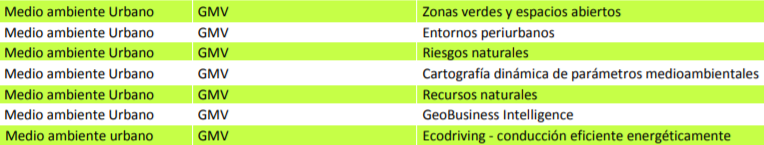 Medio ambiente Urbano GMV Zonas verdes y espacios abiertos
Medio ambiente Urbano GMV Entornos periurbanos
Medio ambiente Urbano GMV Riesgos naturales
Medio ambiente Urbano GMV Cartografía dinámica de parámetros medioambientales
Medio ambiente Urbano GMV Recursos naturales
Medio ambiente Urbano GMV GeoBusiness Intelligence
Medio ambiente urbano GMV Ecodriving - conducción eficiente energéticamente